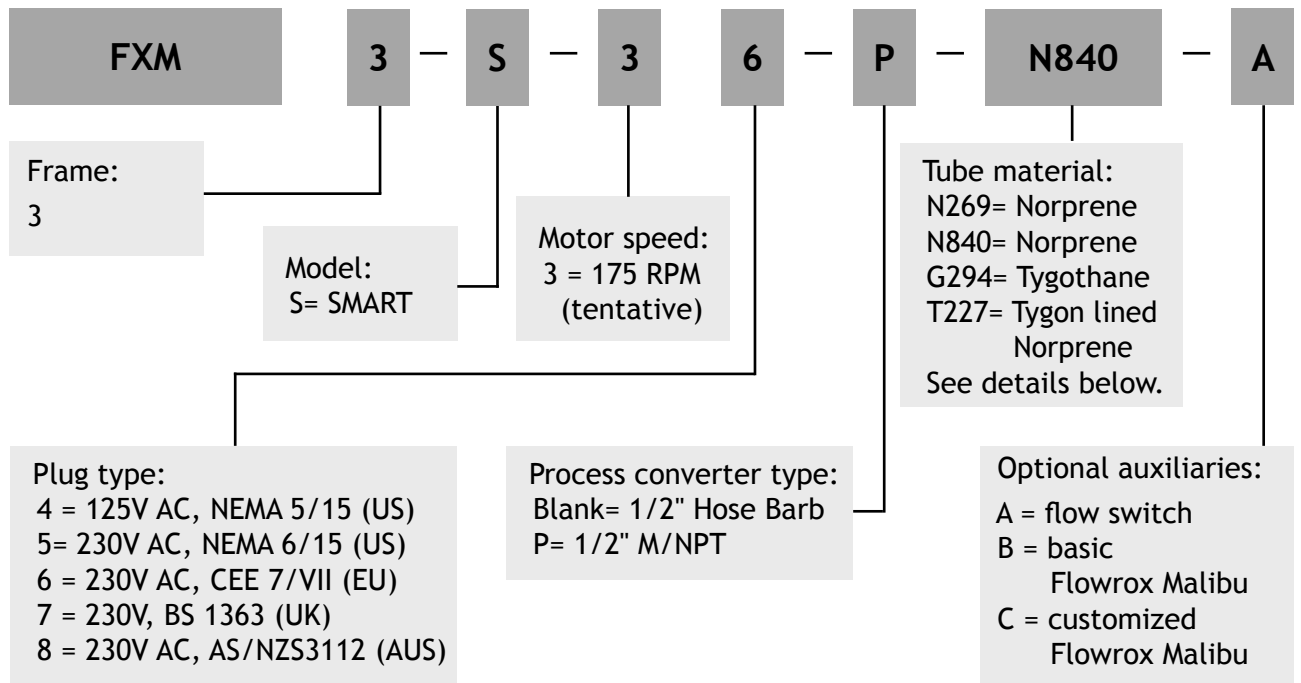 FXM 3 — S — 3 6 — P — N840 — A
Frame:
3
Model:
S= SMART
Motor speed:
3 = 175 RPM
(tentative)
Tube material:
N269= Norprene
N840= Norprene
G294= Tygothane
T227= Tygon lined
Norprene
See details below.
Plug type:
4 = 125V AC, NEMA 5/15 (US)
5= 230V AC, NEMA 6/15 (US)
6 = 230V AC, CEE 7/VII (EU)
7 = 230V, BS 1363 (UK)
8 = 230V AC, AS/NZS3112 (AUS)
Process converter type:
Blank= 1/2" Hose Barb
P= 1/2" M/NPT
Optional auxiliaries:
A = flow switch
B = basic
Flowrox Malibu
C = customized
Flowrox Malibu